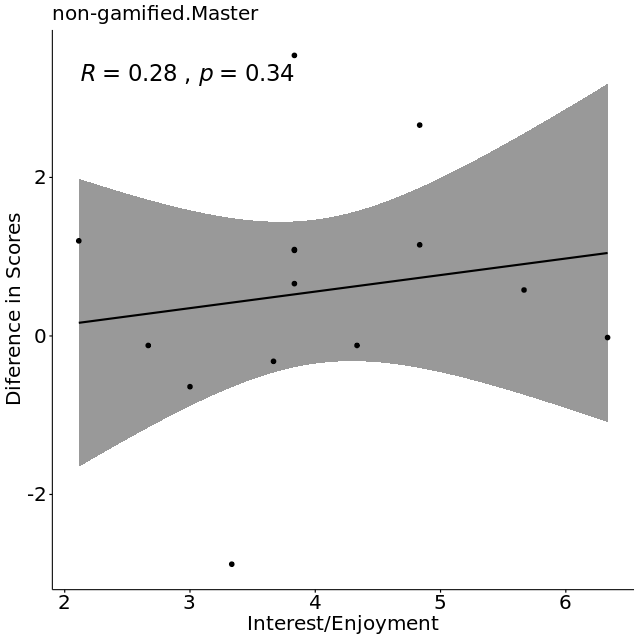 non-gamified.Master
R = 0.28 , p = 0.34
Diference in Scores
2
0
-2
2 3 4 5 6
Interest/Enjoyment